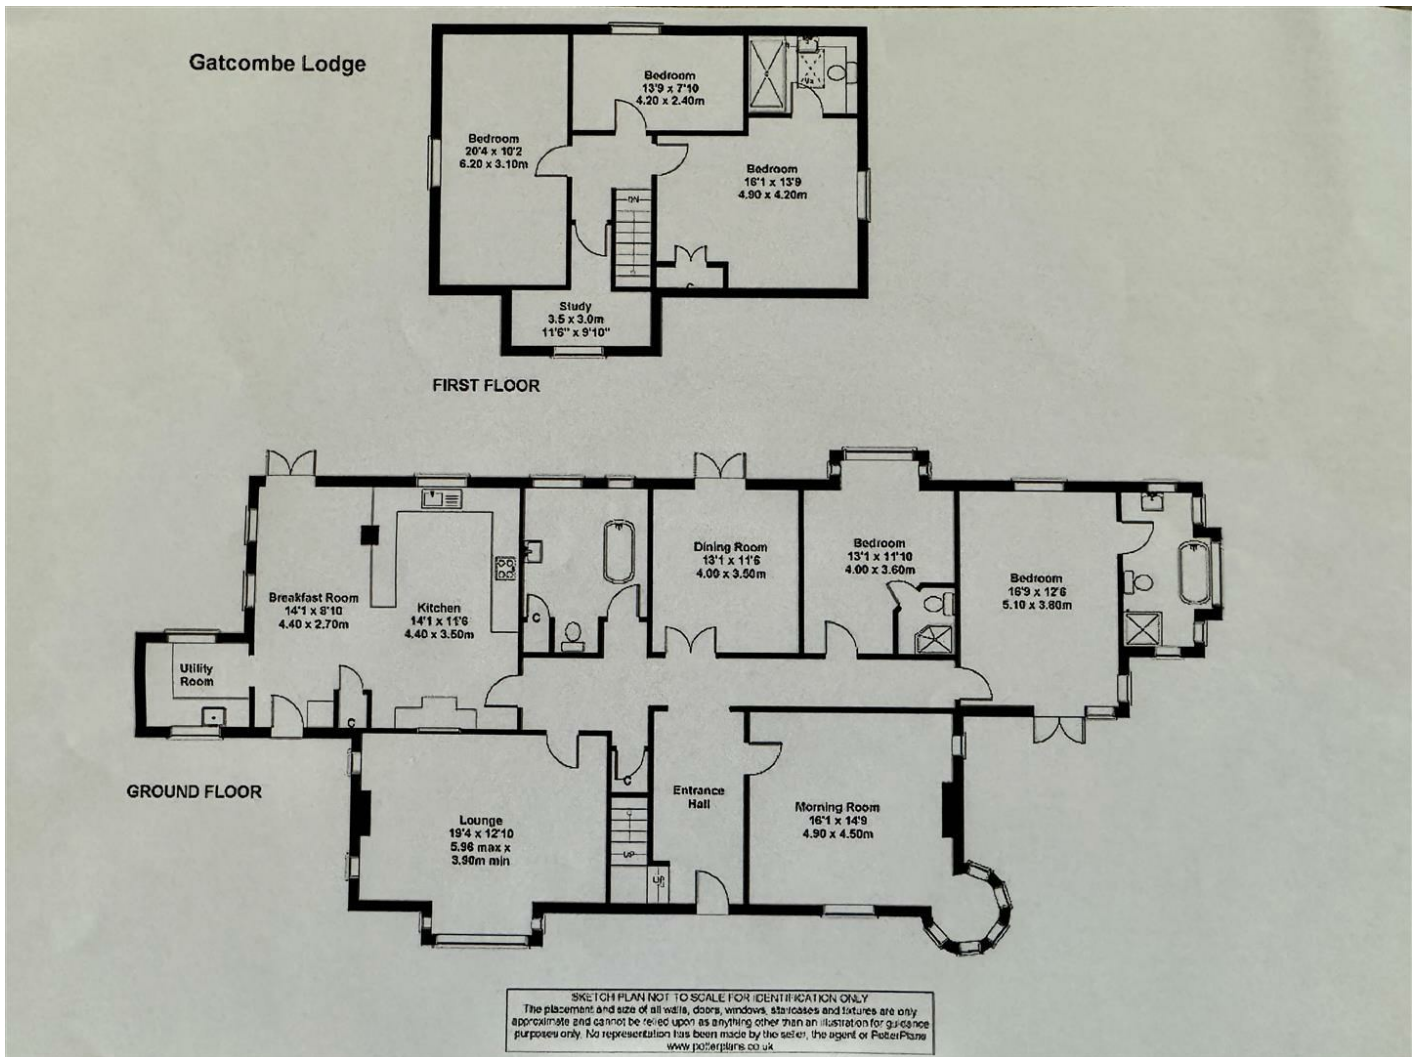 Gatcombe Lodge
Bedroom
13'9 x 7'10
4.20 x 2.40m
Bedroom
20'4 x 10'2
6.20 x 3.10m
Bedroom
16'1 x 13'9
4.90 x 4.20m
DN
C
Study
3.5 x 3.0m
11'6" x 9'10"
FIRST FLOOR
Dining Room
13'1 x 11'6
4.00 x 3.50m
Bedroom
13'1 x 11'10
4.00 x 3.60m
Bedroom
16'9 x 12'6
5.10 x 3.80m
Breakfast Room
14'1 x 8'10
4.40 x 2.70m
Kitchen
14'1 x 11'6
4.40 x 3.50m
C
Utility
Room
C
GROUND FLOOR
C
Entrance
Hall
Lounge
19'4 x 12'10
5.96 max x
3.90m min
Morning Room
16'1 x 14'9
4.90 x 4.50m
UP
UP
SKETCH PLAN NOT TO SCALE FOR IDENTIFICATION ONLY
The placement and size of all walls, doors, windows, staircases and fixtures are only
approximate and cannot be relied upon as anything other than an illustration for guidance
purposes only. No representation has been made by the seller, the agent or PotterPlans
www.potterplans.co.uk